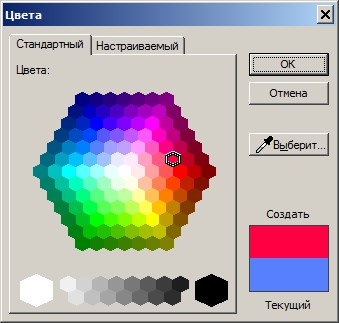 Цвета
Стандартный
Настраиваемый
Цвета:
OK
Отмена
Выберит...
Создать
Текущий